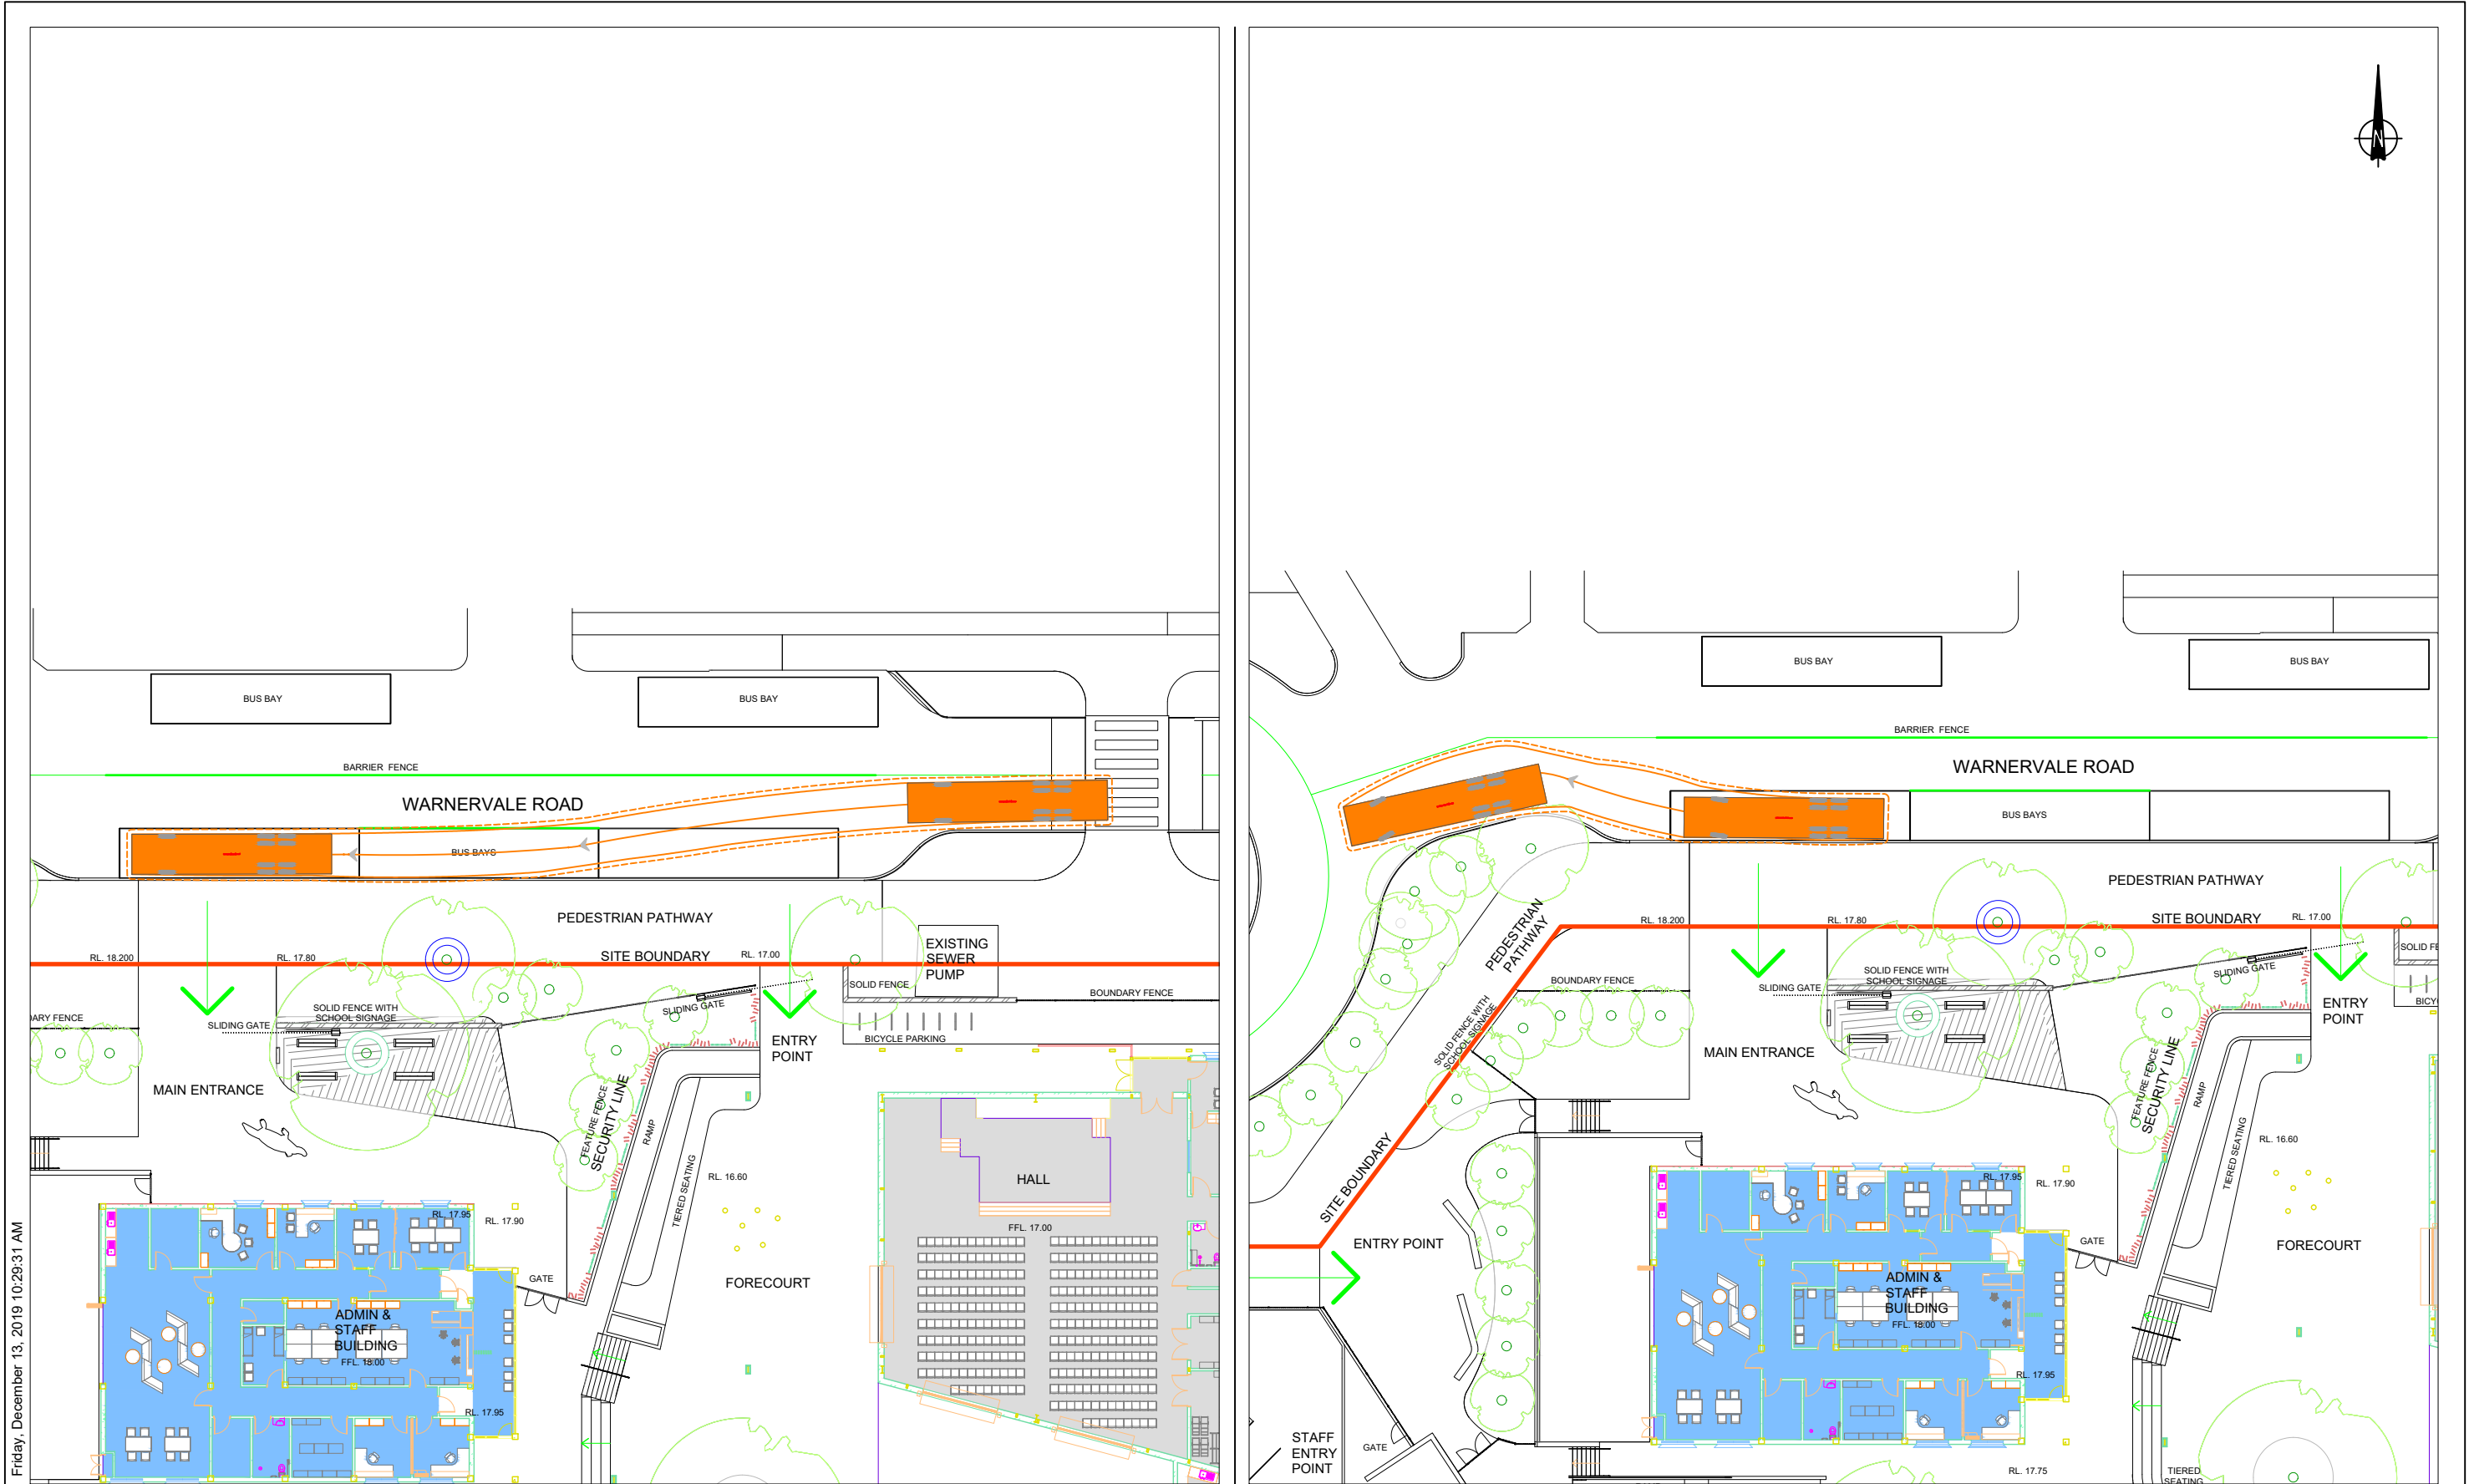 Friday, December 13, 2019 10:29:31 AM
BUS BAY
BUS BAY
BARRIER FENCE
WARNERVALE ROAD
BUS BAYS
PEDESTRIAN PATHWAY
SITE BOUNDARY
RL. 18.200
RL. 17.80
RL. 17.00
EXISTING
SEWER
PUMP
SOLID FENCE
BOUNDARY FENCE
DARY FENCE
SOLID FENCE WITH
SCHOOL SIGNAGE
SLIDING GATE
SLIDING GATE
ENTRY
POINT
BICYCLE PARKING
MAIN ENTRANCE
FEATURE FENCE
SECURITY LINE
RAMP
TIERED SEATING
RL. 16.60
HALL
FFL. 17.00
RL. 17.95
RL. 17.90
GATE
FORECOURT
ADMIN &
STAFF
BUILDING
FFL. 18.00
RL. 17.95
N
BUS BAY
BUS BAY
BARRIER FENCE
WARNERVALE ROAD
BUS BAYS
PEDESTRIAN PATHWAY
PEDESTRIAN
PATHWAY
SITE BOUNDARY
RL. 18.200
RL. 17.80
RL. 17.00
SOLID FE
BOUNDARY FENCE
SOLID FENCE WITH
SCHOOL SIGNAGE
SOLID FENCE WITH
SCHOOL SIGNAGE
SLIDING GATE
SLIDING GATE
BICY
ENTRY
POINT
MAIN ENTRANCE
FEATURE FENCE
SECURITY LINE
RAMP
TIERED SEATING
RL. 16.60
SITE BOUNDARY
ENTRY POINT
RL. 17.95
RL. 17.90
GATE
FORECOURT
ADMIN &
STAFF
BUILDING
FFL. 18.00
RL. 17.95
STAFF
ENTRY
POINT
GATE
RL. 17.75
TIERED
SEATING